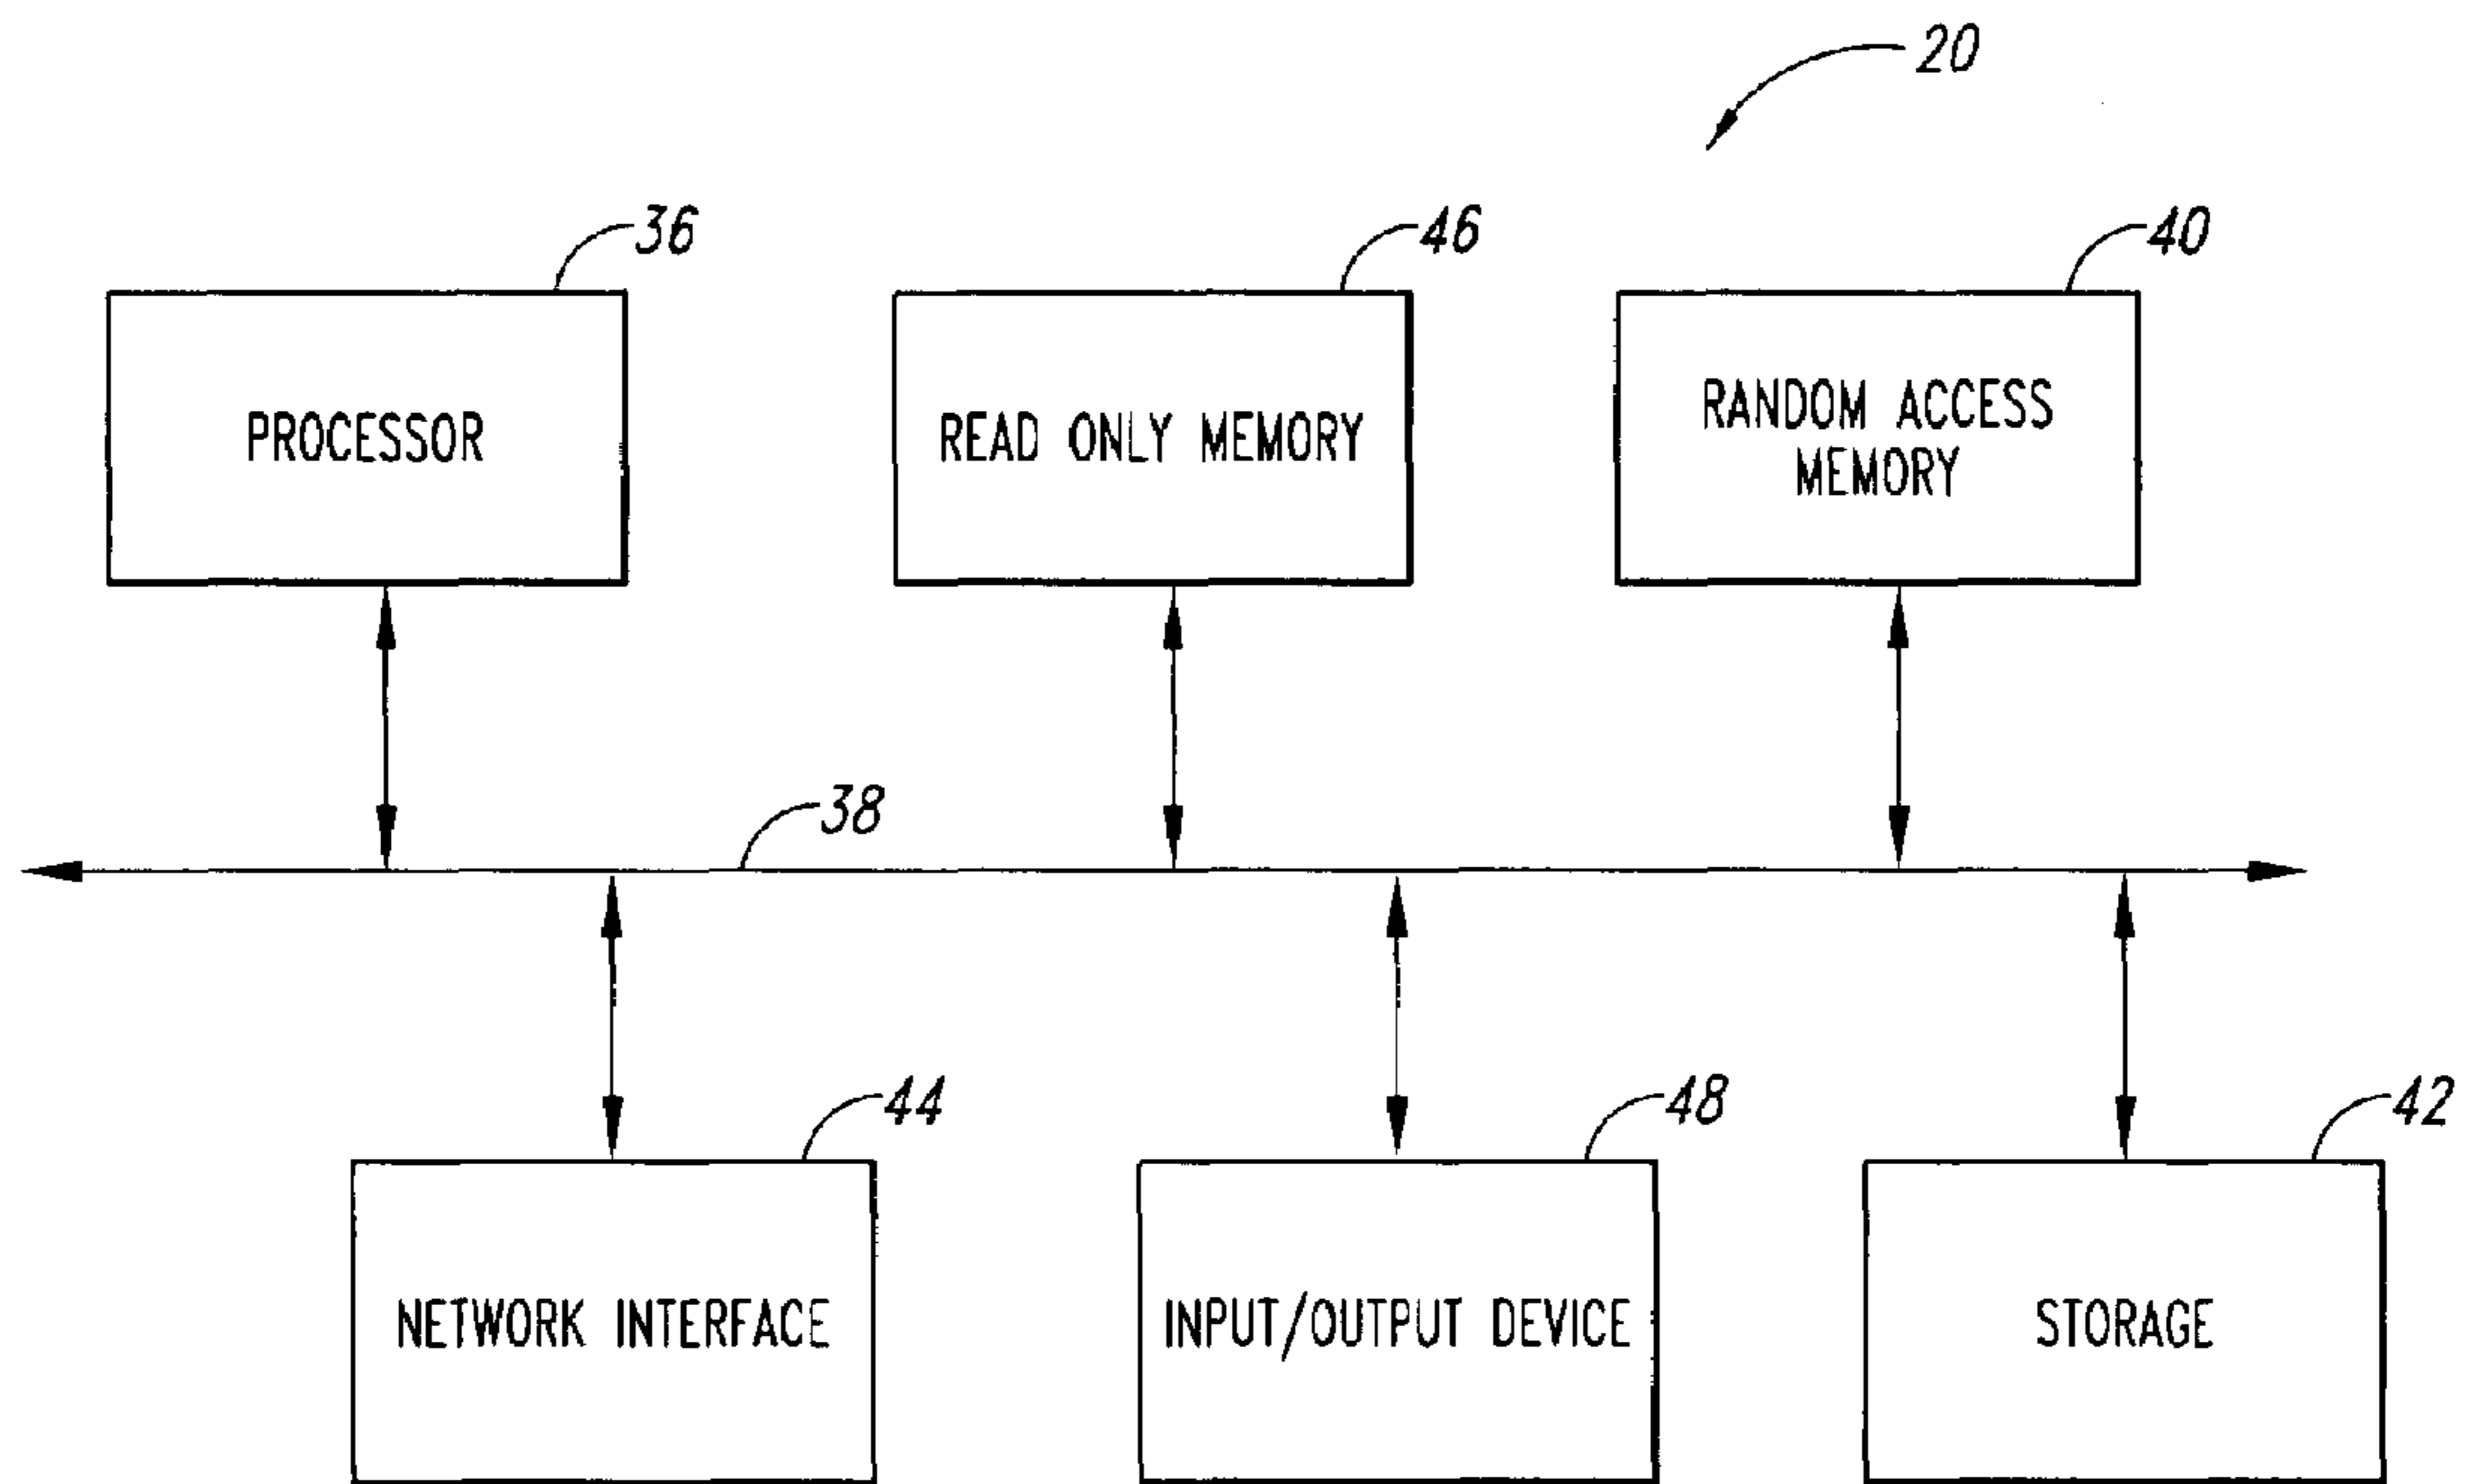 20
36
46
40
PROCESSOR
READ ONLY MEMORY
RANDOM ACCESS
MEMORY
38
44
48
42
NETWORK INTERFACE
INPUT/OUTPUT DEVICE
STORAGE